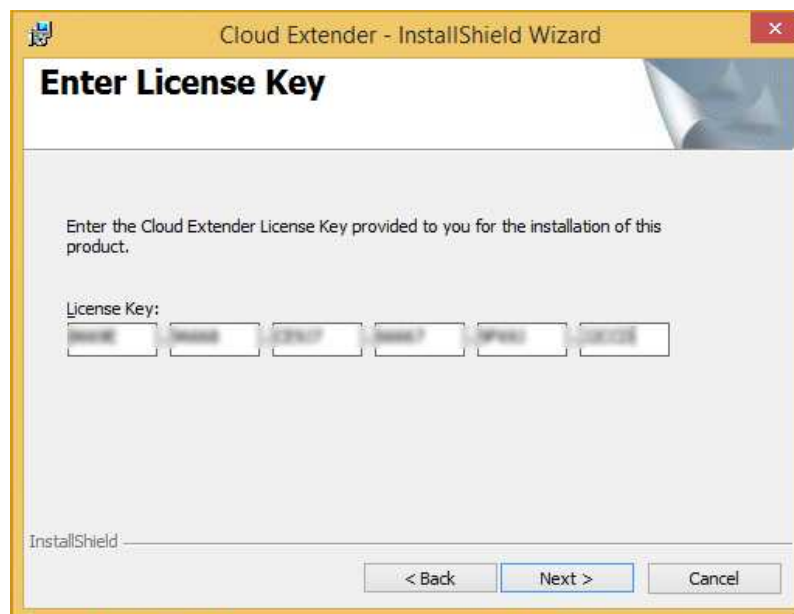 Cloud Extender - InstallShield Wizard
Enter License Key
Enter the Cloud Extender License Key provided to you for the installation of this
product.
License Key:
InstallShield
< Back Next > Cancel